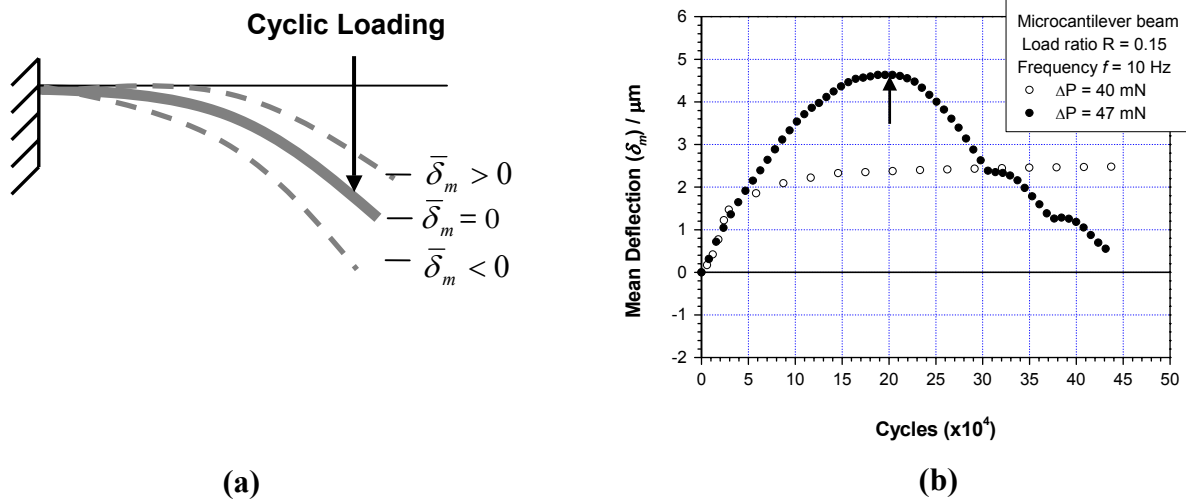 Cyclic Loading
δ̄ₘ > 0
δ̄ₘ = 0
δ̄ₘ < 0
(a)
Microcantilever beam
Load ratio R = 0.15
Frequency f = 10 Hz
○ ΔP = 40 mN
● ΔP = 47 mN
Mean Deflection (δₘ) / μm
6
5
4
3
2
1
0
-1
-2
0 5 10 15 20 25 30 35 40 45 50
Cycles (x10⁴)
(b)